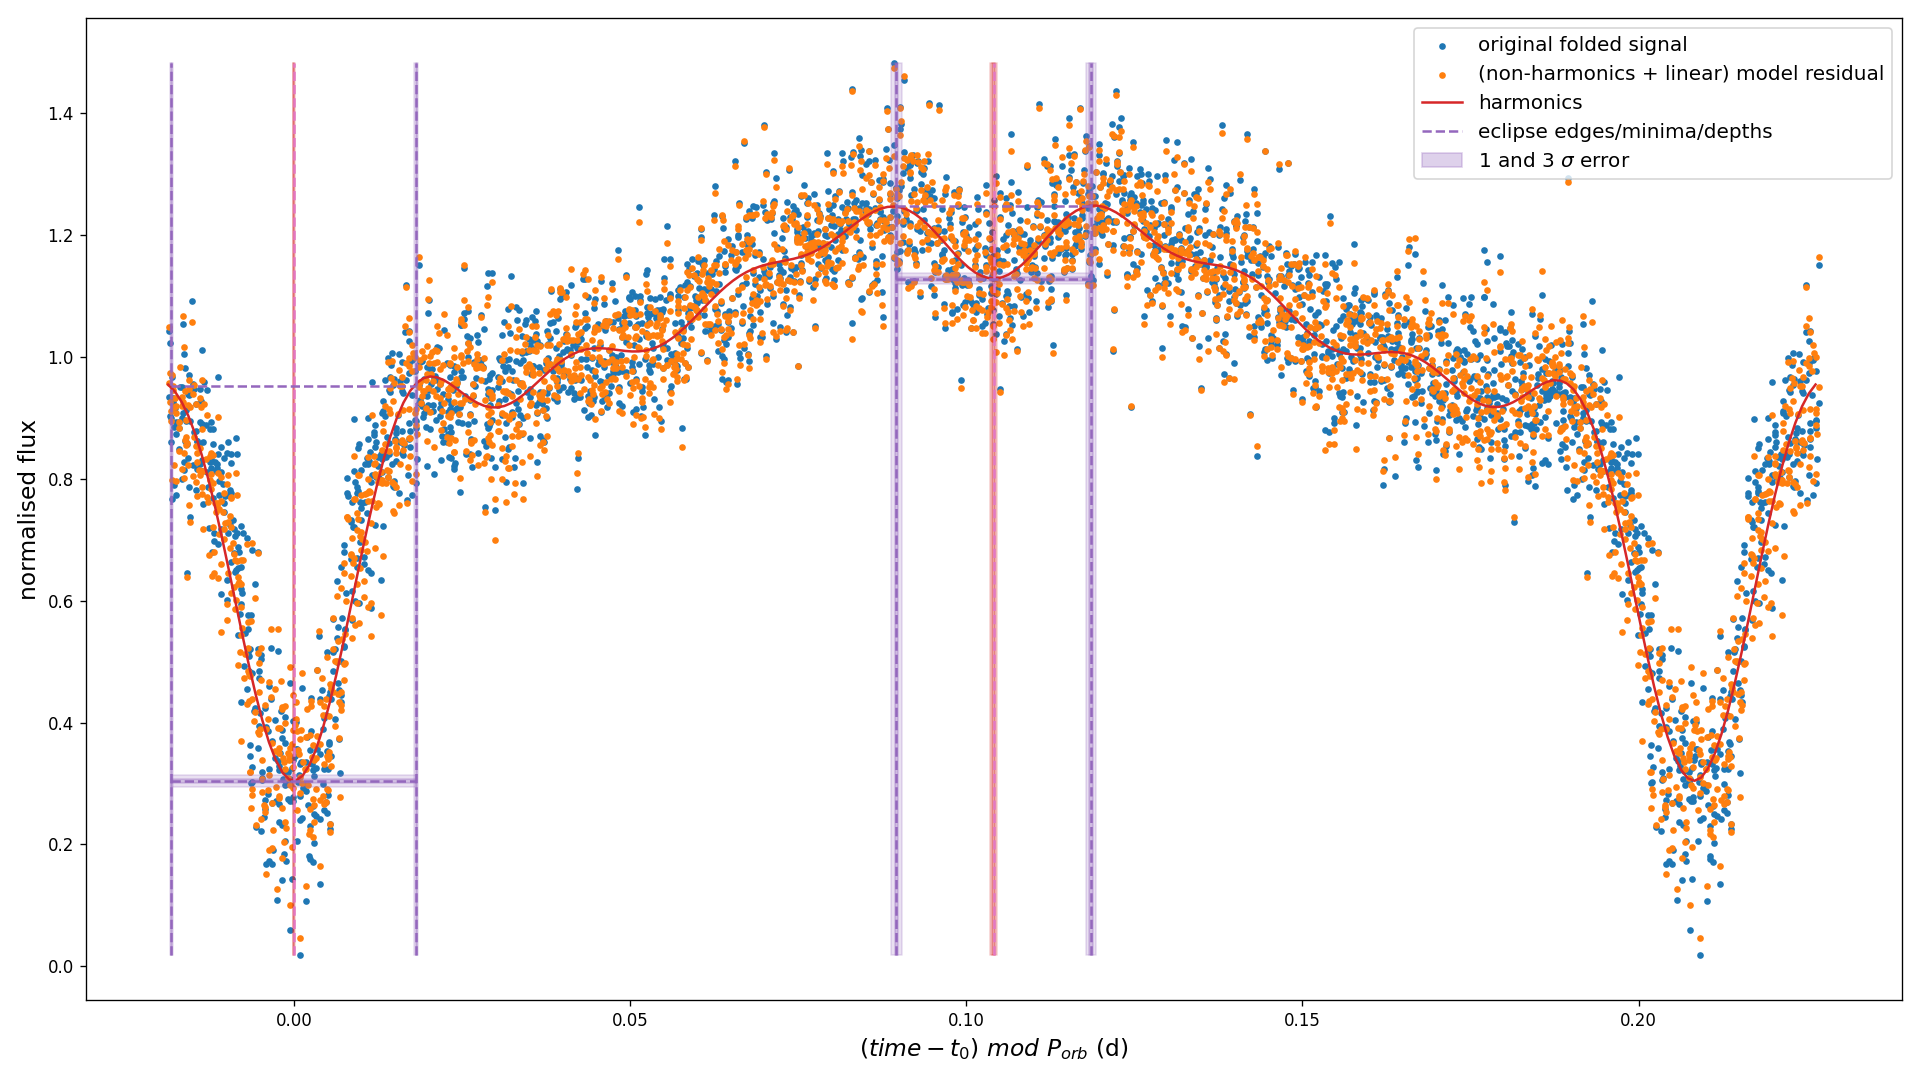 original folded signal
(non-harmonics + linear) model residual
harmonics
eclipse edges/minima/depths
1 and 3 σ error
normalised flux
1.4
1.2
1.0
0.8
0.6
0.4
0.2
0.0
0.00 0.05 0.10 0.15 0.20
(time − t₀) mod Pₒᵣb (d)